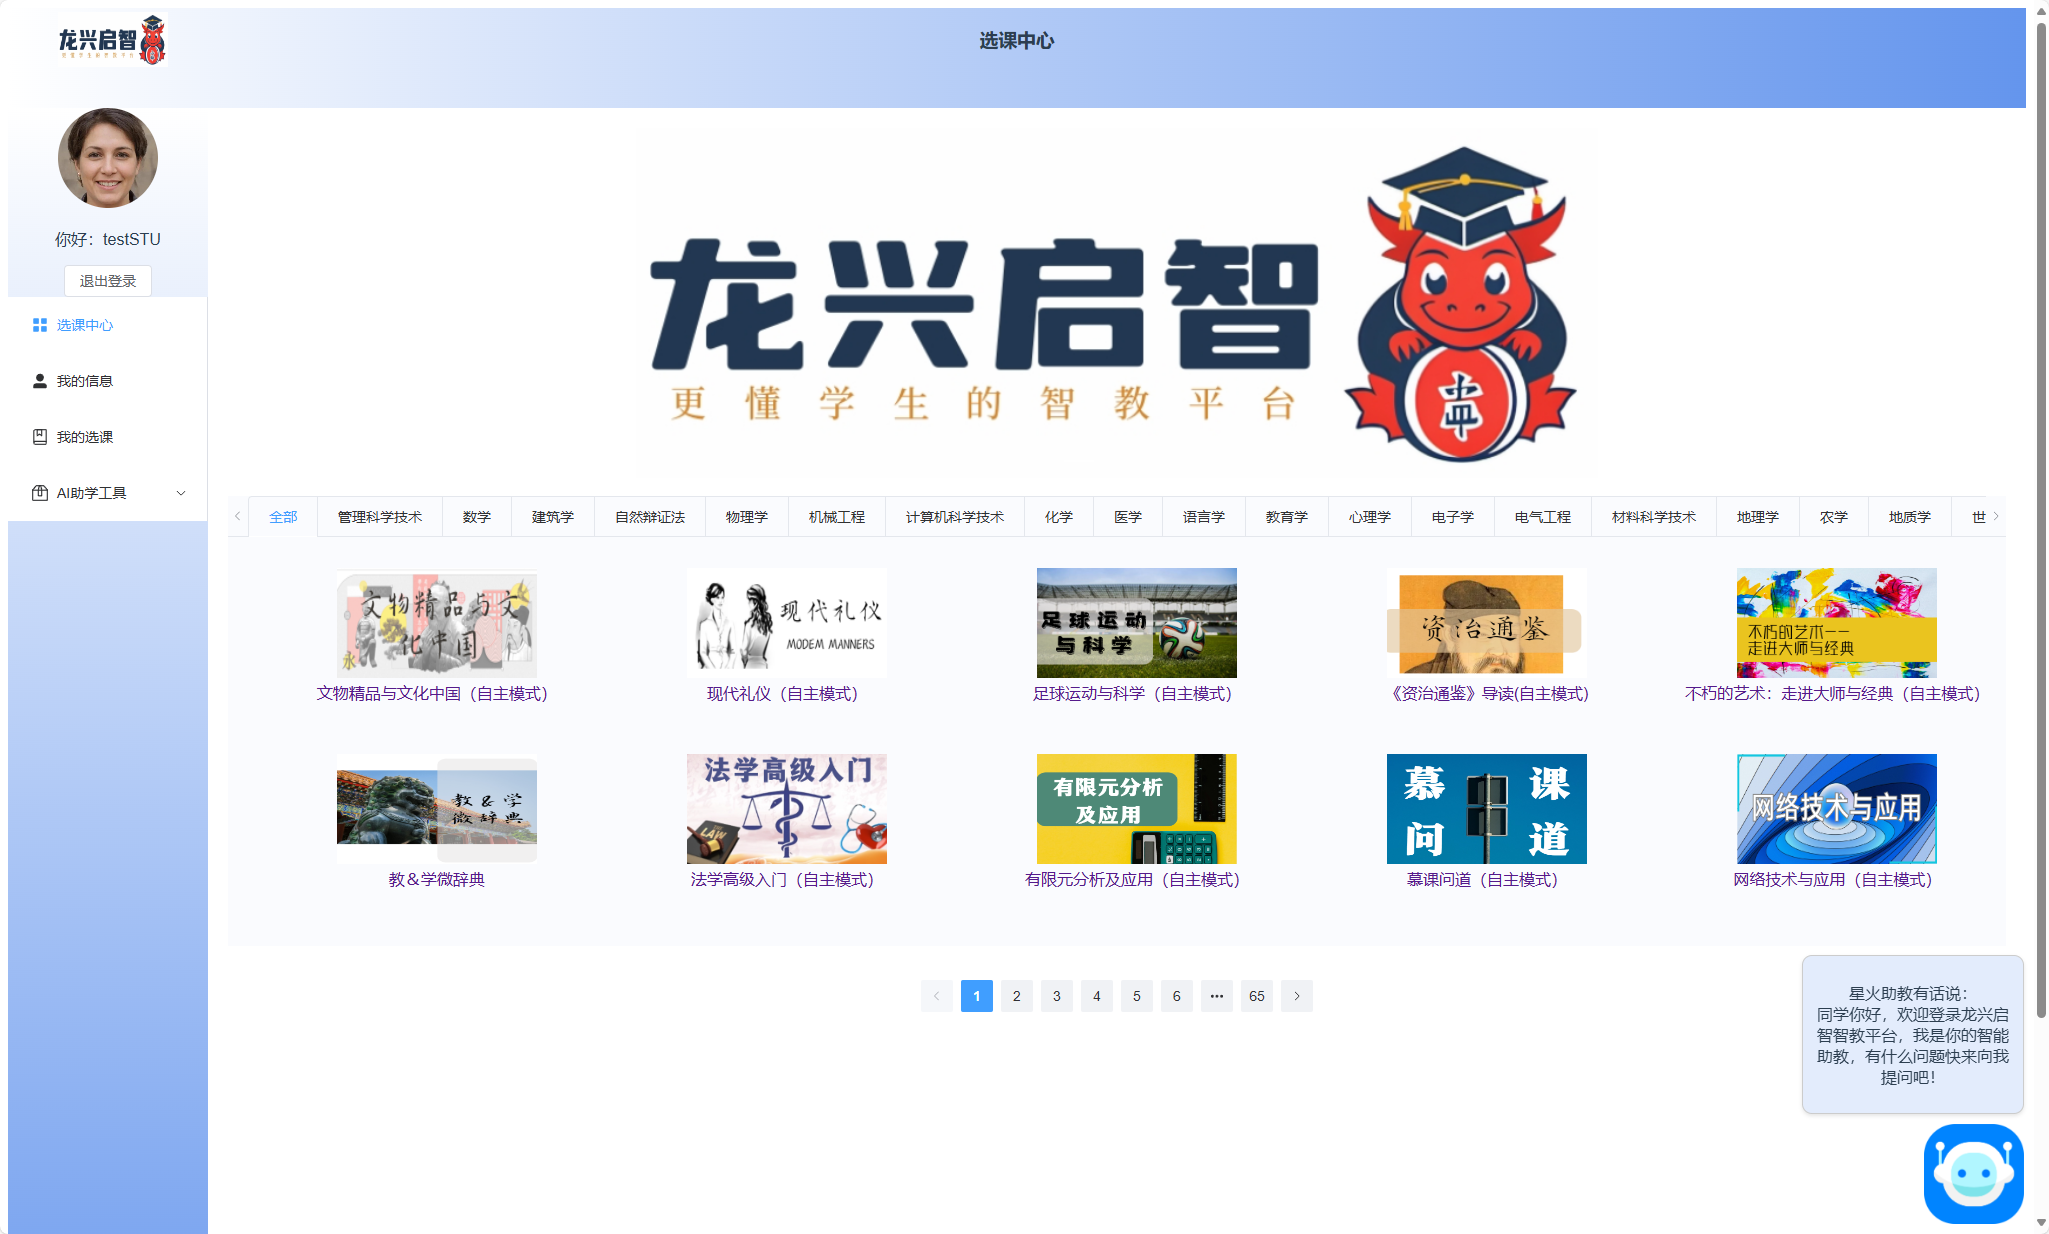 龙兴启智
选课中心
你好：testSTU
退出登录
选课中心
我的信息
我的选课
AI助学工具
龙兴启智
更懂学生的智教平台
全部
管理科学技术
数学
建筑学
自然辩证法
物理学
机械工程
计算机科学技术
化学
医学
语言学
教育学
心理学
电子学
电气工程
材料科学技术
地理学
农学
地质学
世
文物精品与文
化中国
永
文物精品与文化中国（自主模式）
现代礼仪
MODEM MANNERS
现代礼仪（自主模式）
足球运动
与科学
足球运动与科学（自主模式）
资治通鉴
《资治通鉴》导读(自主模式)
不朽的艺术——
走进大师与经典
不朽的艺术：走进大师与经典（自主模式）
教&学
微辞典
教＆学微辞典
法学高级入门
LAW
法学高级入门（自主模式）
有限元分析
及应用
有限元分析及应用（自主模式）
慕课
问道
慕课问道（自主模式）
网络技术与应用
网络技术与应用（自主模式）
1 2 3 4 5 6 ••• 65
星火助教有话说：
同学你好，欢迎登录龙兴启
智智教平台，我是你的智能
助教，有什么问题快来向我
提问吧！